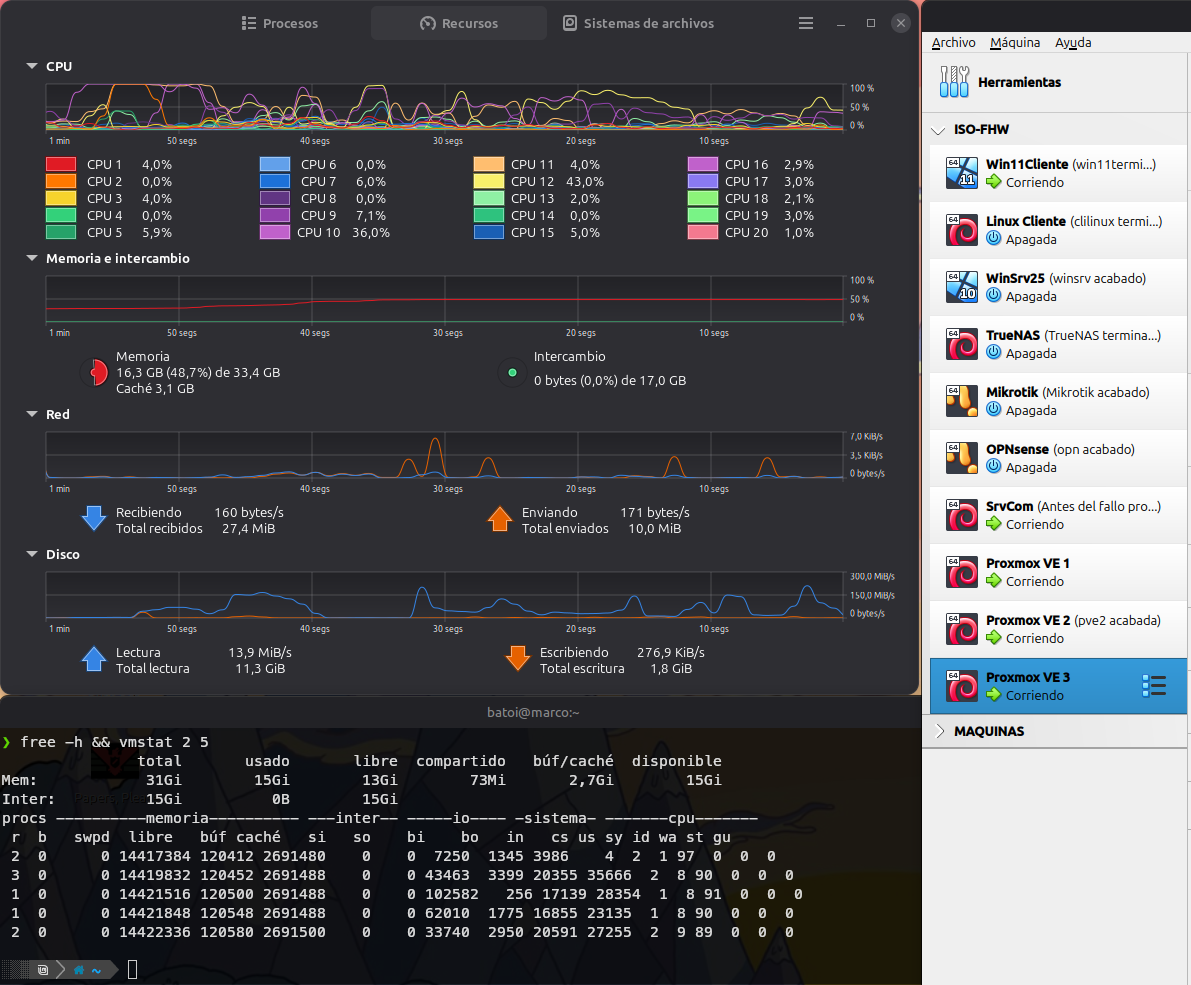 Procesos Recursos Sistemas de archivos
CPU
100 %
50 %
0 %
1 min 50 segs 40 segs 30 segs 20 segs 10 segs
CPU 1 4,0% CPU 6 0,0% CPU 11 4,0% CPU 16 2,9%
CPU 2 0,0% CPU 7 6,0% CPU 12 43,0% CPU 17 3,0%
CPU 3 4,0% CPU 8 0,0% CPU 13 2,0% CPU 18 2,1%
CPU 4 0,0% CPU 9 7,1% CPU 14 0,0% CPU 19 3,0%
CPU 5 5,9% CPU 10 36,0% CPU 15 5,0% CPU 20 1,0%
Memoria e intercambio
100 %
50 %
0 %
1 min 50 segs 40 segs 30 segs 20 segs 10 segs
Memoria
16,3 GB (48,7%) de 33,4 GB
Caché 3,1 GB
Intercambio
0 bytes (0,0%) de 17,0 GB
Red
7,0 KiB/s
3,5 KiB/s
0 bytes/s
1 min 50 segs 40 segs 30 segs 20 segs 10 segs
Recibiendo 160 bytes/s
Total recibidos 27,4 MiB
Enviando 171 bytes/s
Total enviados 10,0 MiB
Disco
300,0 MiB/s
150,0 MiB/s
0 bytes/s
1 min 50 segs 40 segs 30 segs 20 segs 10 segs
Lectura 13,9 MiB/s
Total lectura 11,3 GiB
Escribiendo 276,9 KiB/s
Total escritura 1,8 GiB
batoi@marco:~
❯ free -h && vmstat 2 5
total usado libre compartido búf/caché disponible
Mem: 31Gi 15Gi 13Gi 73Mi 2,7Gi 15Gi
Inter: 15Gi 0B 15Gi
procs -----------memoria---------- ---inter-- -----io---- -sistema- -------cpu-------
r b swpd libre búf caché si so bi bo in cs us sy id wa st gu
2 0 0 14417384 120412 2691480 0 0 7250 1345 3986 4 2 1 97 0 0 0
3 0 0 14419832 120452 2691488 0 0 43463 3399 20355 35666 2 8 90 0 0 0
1 0 0 14421516 120500 2691488 0 0 102582 256 17139 28354 1 8 91 0 0 0
1 0 0 14421848 120548 2691488 0 0 62010 1775 16855 23135 1 8 90 0 0 0
2 0 0 14422336 120580 2691500 0 0 33740 2950 20591 27255 2 9 89 0 0 0
~
Archivo Máquina Ayuda
Herramientas
ISO-FHW
64
11
Win11Cliente (win11termi...)
Corriendo
64
Linux Cliente (clilinux termi...)
Apagada
64
10
WinSrv25 (winsrv acabado)
Apagada
64
TrueNAS (TrueNAS termina...)
Apagada
64
Mikrotik (Mikrotik acabado)
Apagada
64
OPNsense (opn acabado)
Apagada
64
SrvCom (Antes del fallo pro...)
Corriendo
64
Proxmox VE 1
Corriendo
64
Proxmox VE 2 (pve2 acabada)
Corriendo
64
Proxmox VE 3
Corriendo
MAQUINAS